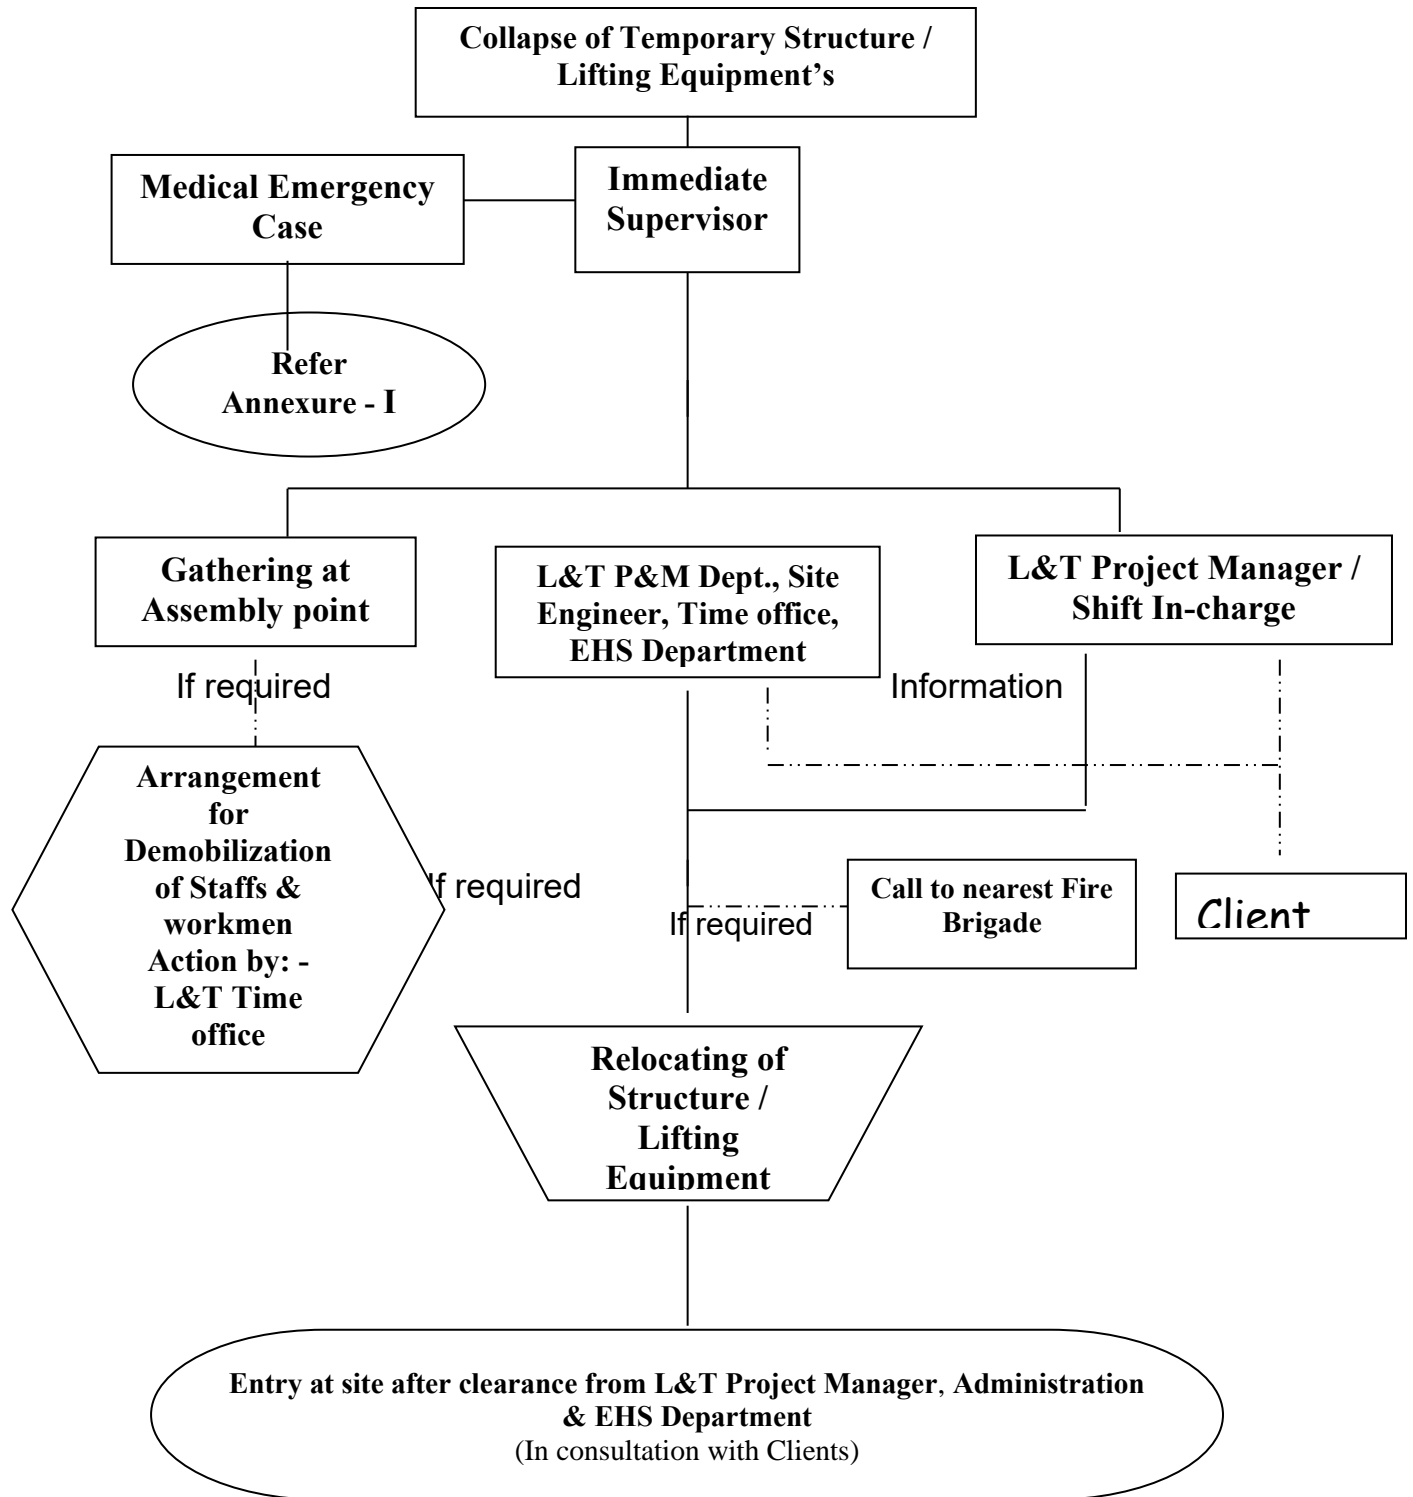 Collapse of Temporary Structure /
Lifting Equipment’s
Medical Emergency
Case
Immediate
Supervisor
Refer
Annexure - I
Gathering at
Assembly point
L&T P&M Dept., Site
Engineer, Time office,
EHS Department
L&T Project Manager /
Shift In-charge
If required
Information
Arrangement
for
Demobilization
of Staffs &
workmen
Action by: -
L&T Time
office
If required
If required
Call to nearest Fire
Brigade
Client
Relocating of
Structure /
Lifting
Equipment
Entry at site after clearance from L&T Project Manager, Administration
& EHS Department
(In consultation with Clients)